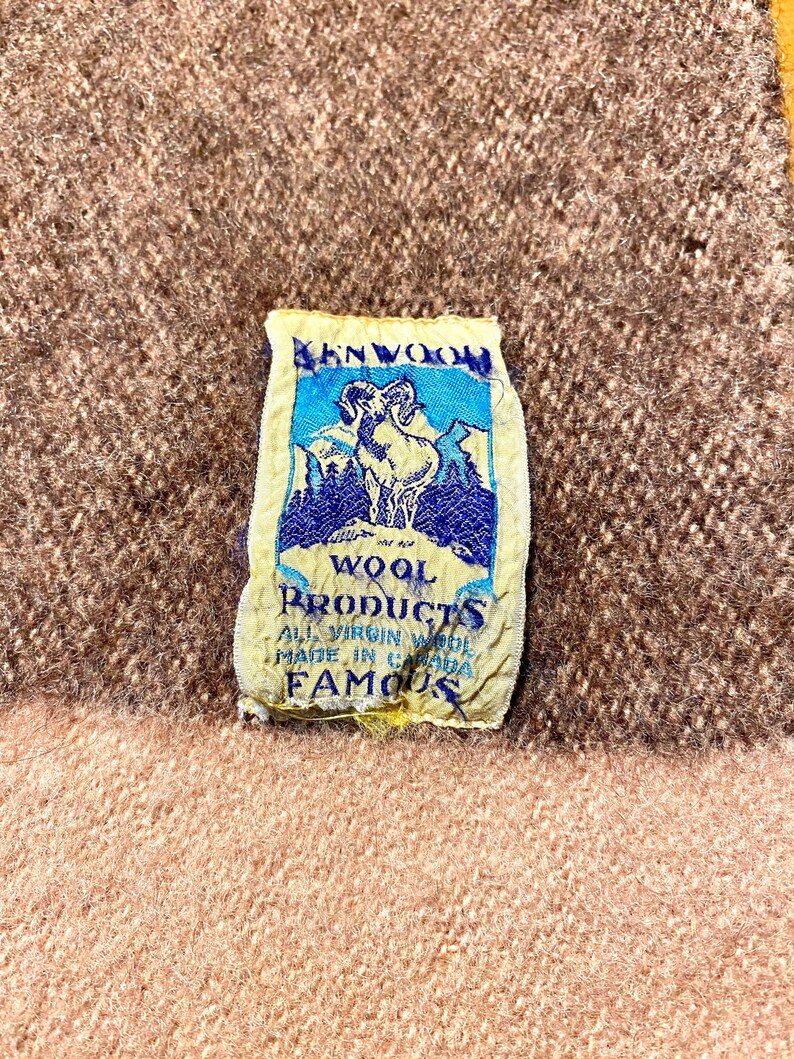 KENWOOD
WOOL
PRODUCTS
ALL VIRGIN WOOL
MADE IN CANADA
FAMOUS